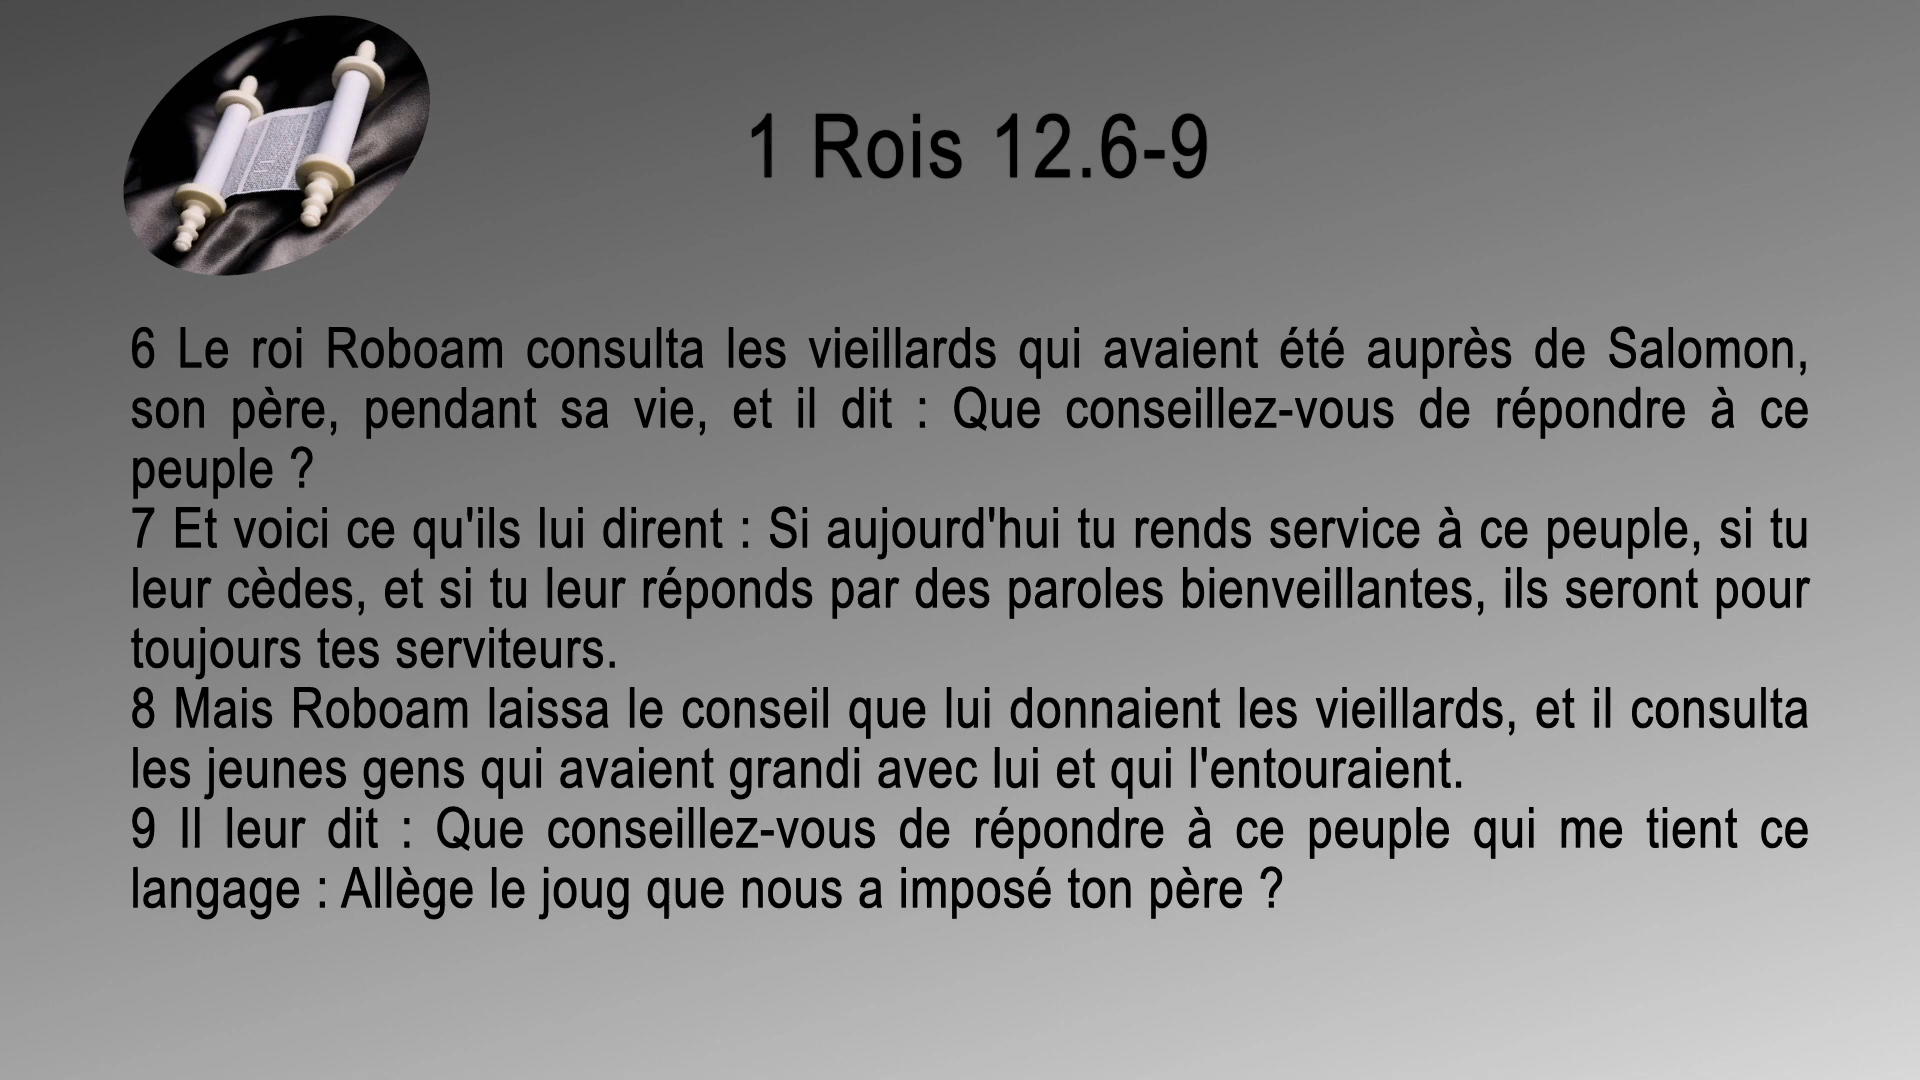 1 Rois 12.6-9
6 Le roi Roboam consulta les vieillards qui avaient été auprès de Salomon,
son père, pendant sa vie, et il dit : Que conseillez-vous de répondre à ce
peuple ?
7 Et voici ce qu'ils lui dirent : Si aujourd'hui tu rends service à ce peuple, si tu
leur cèdes, et si tu leur réponds par des paroles bienveillantes, ils seront pour
toujours tes serviteurs.
8 Mais Roboam laissa le conseil que lui donnaient les vieillards, et il consulta
les jeunes gens qui avaient grandi avec lui et qui l'entouraient.
9 Il leur dit : Que conseillez-vous de répondre à ce peuple qui me tient ce
langage : Allège le joug que nous a imposé ton père ?